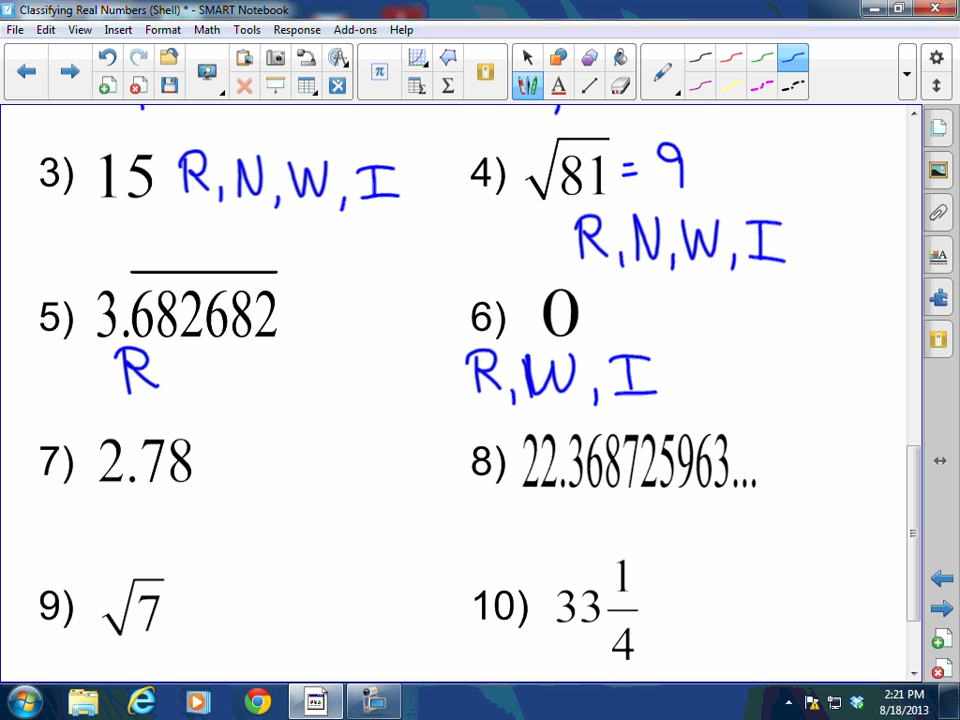 Classifying Real Numbers (Shell) * - SMART Notebook
File Edit View Insert Format Math Tools Response Add-ons Help
3) 15 R, N, W, I
4) √81 = 9
R, N, W, I
5) 3.682682
R
6) 0
R, W, I
7) 2.78
8) 22.368725963...
9) √7
10) 33 1/4
2:21 PM
8/18/2013